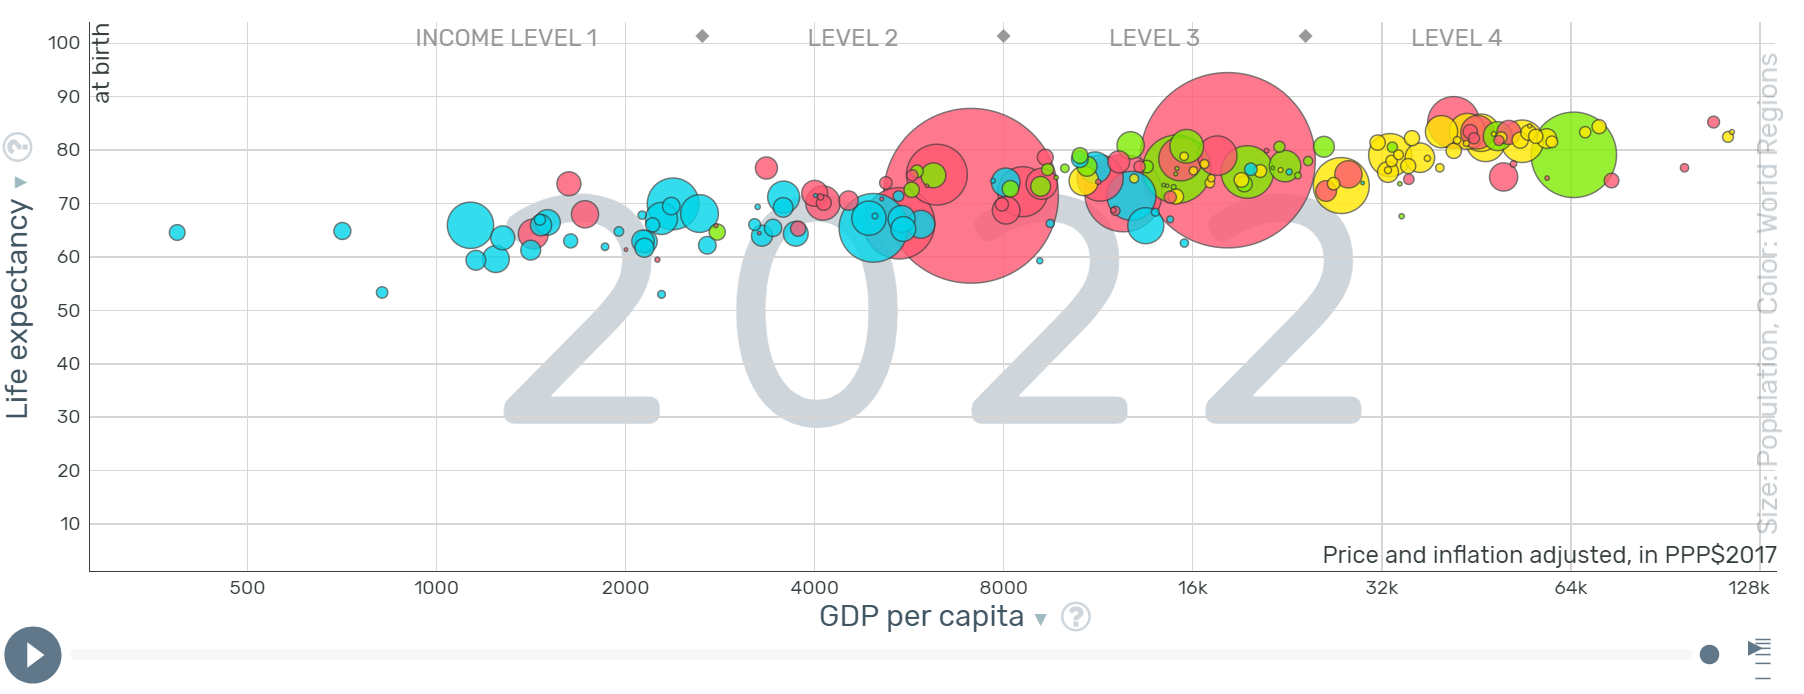 INCOME LEVEL 1 LEVEL 2 LEVEL 3 LEVEL 4
at birth
Life expectancy ▼
?
100
90
80
70
60
50
40
30
20
10
2022
Size: Population, Color: World Regions
Price and inflation adjusted, in PPP$2017
500 1000 2000 4000 8000 16k 32k 64k 128k
GDP per capita ▼ ?